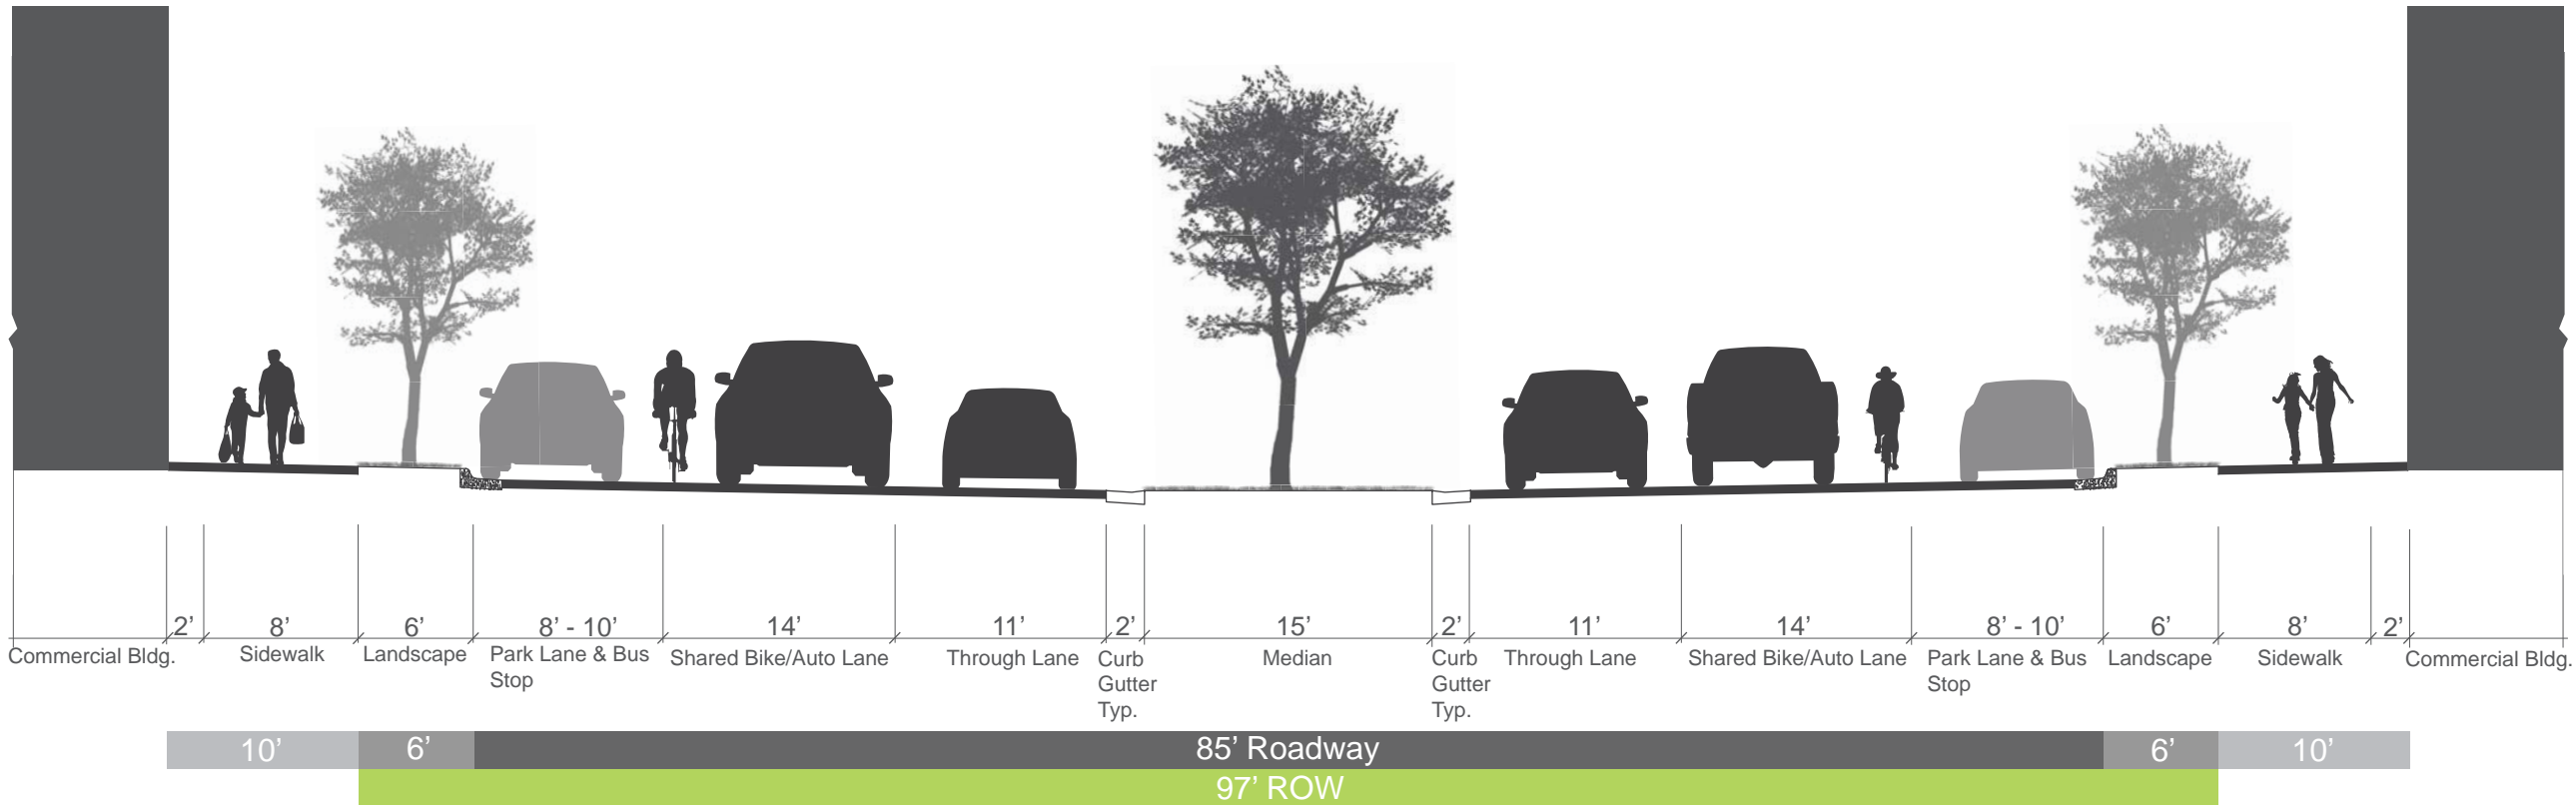 2’ 8’ 6’ 8’ - 10’ 14’ 11’ 2’ 15’ 2’ 11’ 14’ 8’ - 10’ 6’ 8’ 2’
Commercial Bldg.
Sidewalk
Landscape
Park Lane & Bus
Stop
Shared Bike/Auto Lane
Through Lane
Curb
Gutter
Typ.
Median
Curb
Gutter
Typ.
Through Lane
Shared Bike/Auto Lane
Park Lane & Bus
Stop
Landscape
Sidewalk
Commercial Bldg.
10’ 6’ 85’ Roadway 6’ 10’
97’ ROW